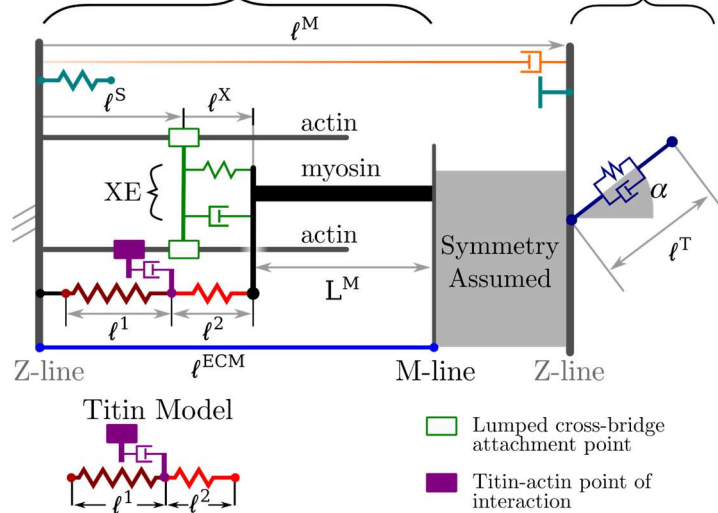 ℓᴹ
ℓˢ
ℓˣ
actin
myosin
XE
α
actin
Symmetry
Assumed
ℓᵀ
Lᴹ
ℓ¹
ℓ²
ℓᴱᶜᴹ
Z-line
M-line
Z-line
Titin Model
ℓ¹
ℓ²
Lumped cross-bridge
attachment point
Titin-actin point of
interaction